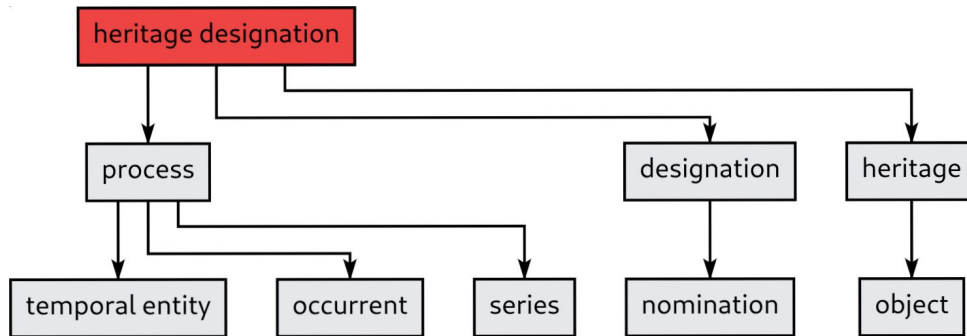 heritage designation
process
designation
heritage
temporal entity
occurrent
series
nomination
object